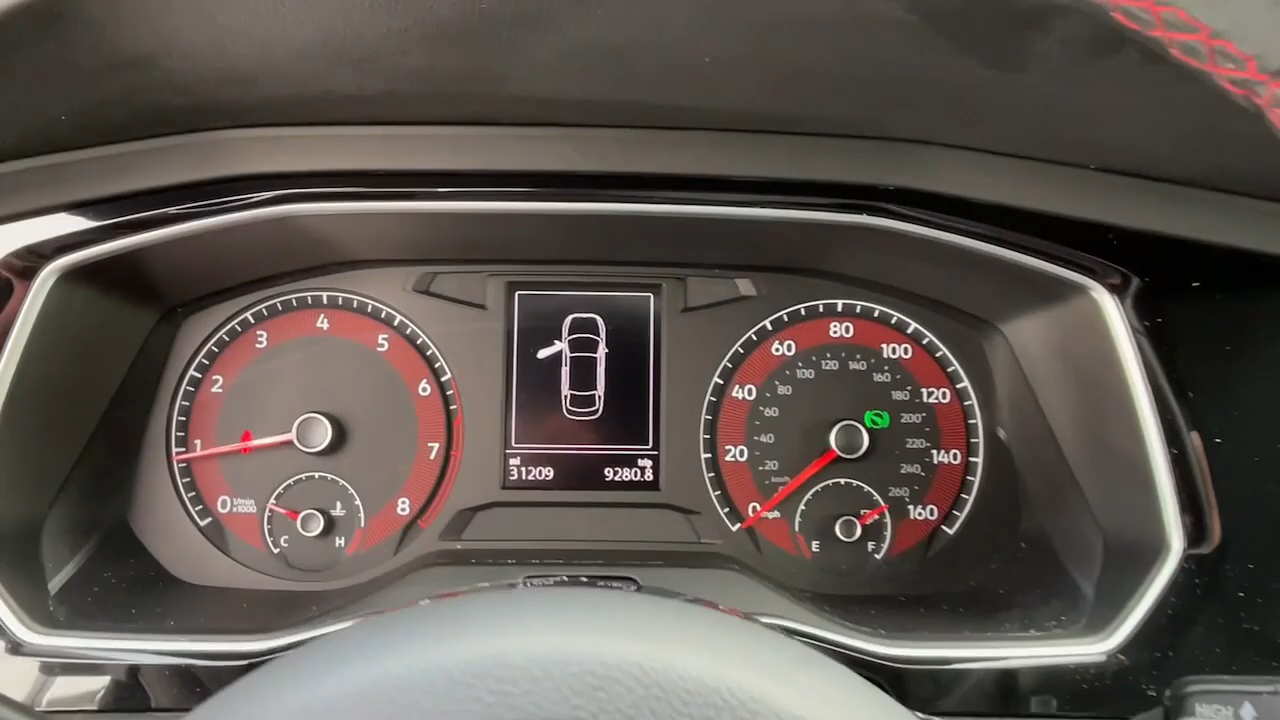 0 1 2 3 4 5 6 7 8
1/min
x1000
C H
mi trip
31209 9280.8
0 20 40 60 80 100 120 140 160
mph
km/h
20 40 60 80 100 120 140 160 180 200 220 240 260
E F
HIGH